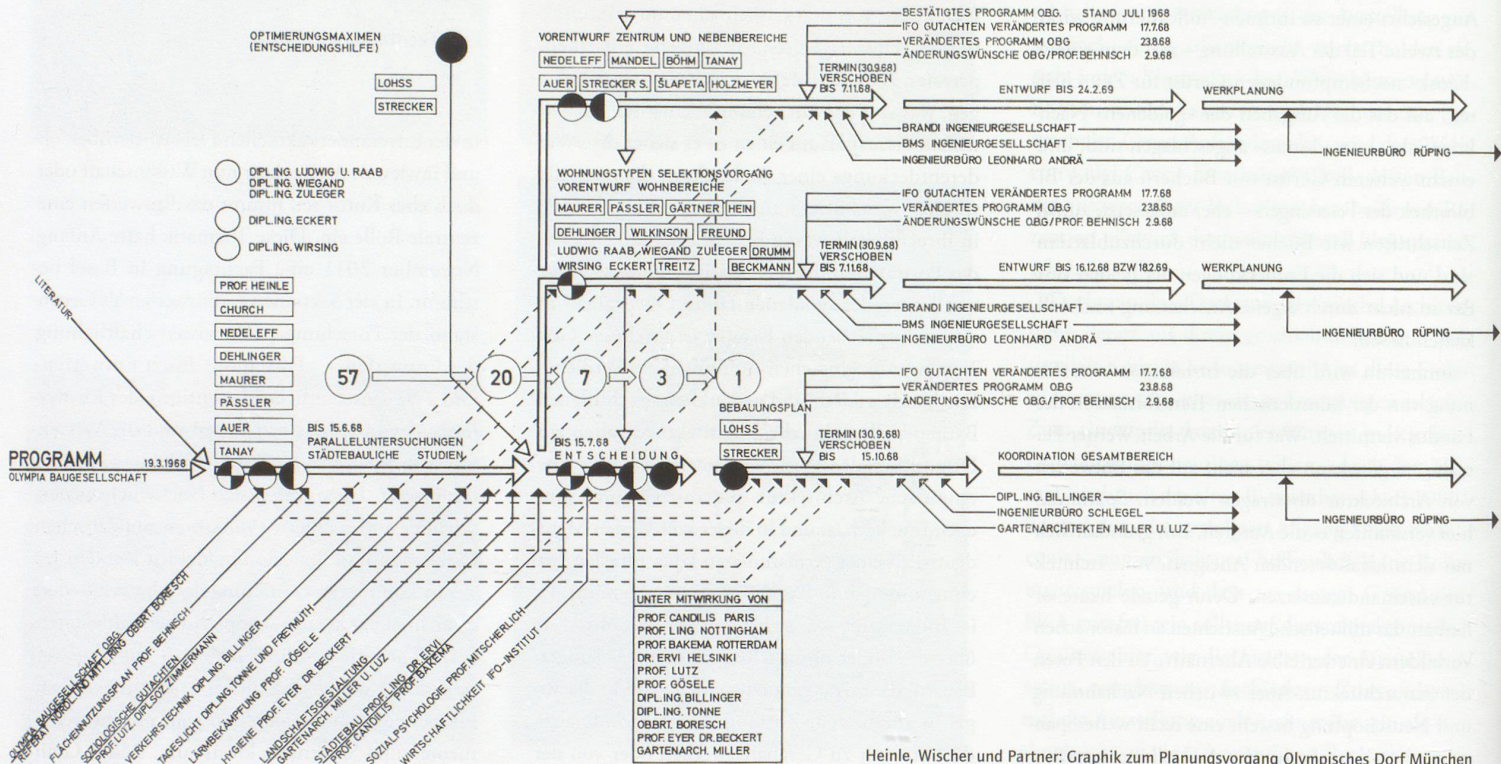 OPTIMIERUNGSMAXIMEN
(ENTSCHEIDUNGSHILFE)
LOHSS
STRECKER
DIPL.ING. LUDWIG U. RAAB
DIPL.ING. WIEGAND
DIPL.ING. ZULEGER
DIPL.ING. ECKERT
DIPL.ING. WIRSING
LITERATUR
PROF. HEINLE
CHURCH
NEDELEFF
DEHLINGER
MAURER
PÄSSLER
AUER
TANAY
PROGRAMM 19.3.1968
OLYMPIA BAUGESELLSCHAFT
BIS 15.6.68
PARALLELUNTERSUCHUNGEN
STÄDTEBAULICHE STUDIEN
57 20 7 3 1
VORENTWURF ZENTRUM UND NEBENBEREICHE
NEDELEFF MANDEL BÖHM TANAY
AUER STRECKER S. ŠLAPETA HOLZMEYER
BESTÄTIGTES PROGRAMM OBG. STAND JULI 1968
IFO GUTACHTEN VERÄNDERTES PROGRAMM 17.7.68
VERÄNDERTES PROGRAMM OBG 23.8.68
ÄNDERUNGSWÜNSCHE OBG/PROF.BEHNISCH 2.9.68
TERMIN (30.9.68)
VERSCHOBEN
BIS 7.11.68
ENTWURF BIS 24.2.69
WERKPLANUNG
BRANDI INGENIEURGESELLSCHAFT
BMS INGENIEURGESELLSCHAFT
INGENIEURBÜRO LEONHARD ANDRÄ
INGENIEURBÜRO RÜPING
WOHNUNGSTYPEN SELEKTIONSVORGANG
VORENTWURF WOHNBEREICHE
MAURER PÄSSLER GÄRTNER HEIN
DEHLINGER WILKINSON FREUND
LUDWIG RAAB, WIEGAND ZULEGER DRUMM
WIRSING ECKERT TREITZ BECKMANN
IFO GUTACHTEN VERÄNDERTES PROGRAMM 17.7.68
VERÄNDERTES PROGRAMM OBG 23.8.68
ÄNDERUNGSWÜNSCHE OBG/PROF.BEHNISCH 2.9.68
TERMIN (30.9.68)
VERSCHOBEN
BIS 7.11.68
ENTWURF BIS 16.12.68 BZW 18.2.69
WERKPLANUNG
BRANDI INGENIEURGESELLSCHAFT
BMS INGENIEURGESELLSCHAFT
INGENIEURBÜRO LEONHARD ANDRÄ
INGENIEURBÜRO RÜPING
IFO GUTACHTEN VERÄNDERTES PROGRAMM 17.7.68
VERÄNDERTES PROGRAMM OBG 23.8.68
ÄNDERUNGSWÜNSCHE OBG/PROF.BEHNISCH 2.9.68
BIS 15.7.68
ENTSCHEIDUNG
BEBAUUNGSPLAN
LOHSS
STRECKER
TERMIN (30.9.68)
VERSCHOBEN
BIS 15.10.68
KOORDINATION GESAMTBEREICH
DIPL.ING. BILLINGER
INGENIEURBÜRO SCHLEGEL
GARTENARCHITEKTEN MILLER U. LUZ
INGENIEURBÜRO RÜPING
OLYMPIA BAUGESELLSCHAFT OBG.
REFERAT NORD, L. UND MITTLING OBERT. BORESCH
FLÄCHENNUTZUNGSPLAN PROF. BEHNISCH
SOZIOLOGISCHE GUTACHTEN
PROF. LUTZ DIPL. SOZ. ZIMMERMANN
VERKEHRSTECHNIK DIPL.ING. BILLINGER
TAGESLICHT DIPL.ING. TONNE UND FREYMUTH
LÄRMBEKÄMPFUNG PROF. GÖSELE
HYGIENE PROF. EYER DR. BECKERT
LANDSCHAFTSGESTALTUNG
GARTENARCH. MILLER U. LUZ
STÄDTEBAU PROF. LING DR. ERVI
PROF. CANDILIS PROF. BAKEMA
SOZIALPSYCHOLOGE PROF. MITSCHERLICH
WIRTSCHAFTLICHKEIT IFO-INSTITUT
UNTER MITWIRKUNG VON
PROF. CANDILIS PARIS
PROF. LING NOTTINGHAM
PROF. BAKEMA ROTTERDAM
DR. ERVI HELSINKI
PROF. LUTZ
PROF. GÖSELE
DIPL.ING. BILLINGER
DIPL.ING. TONNE
OBBRT. BORESCH
PROF. EYER DR. BECKERT
GARTENARCH. MILLER
Heinle, Wischer und Partner: Graphik zum Planungsvorgang Olympisches Dorf München